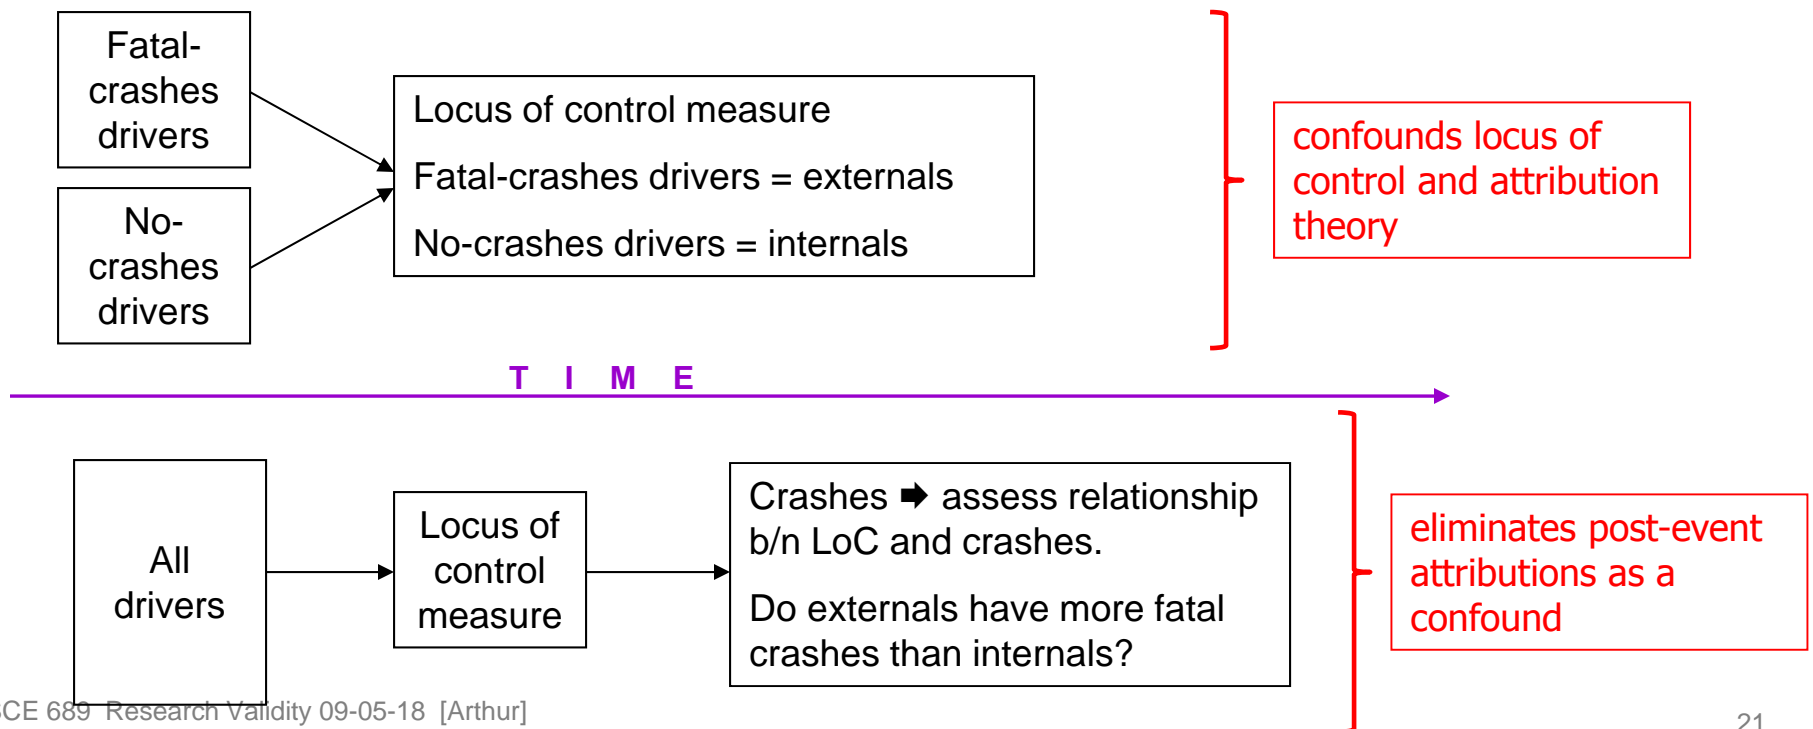 Fatal-
crashes
drivers
No-
crashes
drivers
Locus of control measure
Fatal-crashes drivers = externals
No-crashes drivers = internals
confounds locus of
control and attribution
theory
T I M E
All
drivers
Locus of
control
measure
Crashes 🡆 assess relationship
b/n LoC and crashes.
Do externals have more fatal
crashes than internals?
eliminates post-event
attributions as a
confound
CE 689 Research Validity 09-05-18 [Arthur]
21